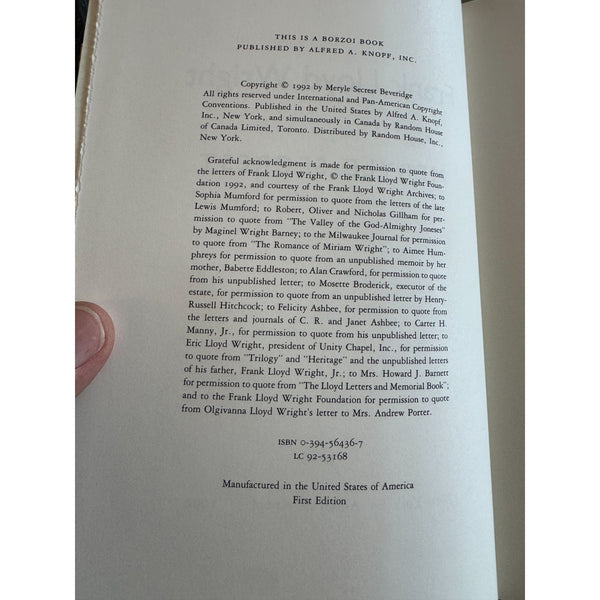 THIS IS A BORZOI BOOK
PUBLISHED BY ALFRED A. KNOPF, INC.
Copyright © 1992 by Meryle Secrest Beveridge
All rights reserved under International and Pan-American Copyright
Conventions. Published in the United States by Alfred A. Knopf,
Inc., New York, and simultaneously in Canada by Random House
of Canada Limited, Toronto. Distributed by Random House, Inc.,
New York.
Grateful acknowledgment is made for permission to quote from
the letters of Frank Lloyd Wright, © the Frank Lloyd Wright Foun-
dation 1992, and courtesy of the Frank Lloyd Wright Archives; to
Sophia Mumford for permission to quote from the letters of the late
Lewis Mumford; to Robert, Oliver and Nicholas Gillham for per-
mission to quote from "The Valley of the God-Almighty Joneses"
by Maginel Wright Barney; to the Milwaukee Journal for permission
to quote from "The Romance of Miriam Wright"; to Aimee Hum-
phreys for permission to quote from an unpublished memoir by her
mother, Babette Eddleston; to Alan Crawford, for permission to quote
from his unpublished letter; to Mosette Broderick, executor of the
estate, for permission to quote from an unpublished letter by Henry-
Russell Hitchcock; to Felicity Ashbee, for permission to quote from
the letters and journals of C. R. and Janet Ashbee; to Carter H.
Manny, Jr., for permission to quote from his unpublished letter; to
Eric Lloyd Wright, president of Unity Chapel, Inc., for permission
to quote from "Trilogy" and "Heritage" and the unpublished letters
of his father, Frank Lloyd Wright, Jr.; to Mrs. Howard J. Barnett
for permission to quote from "The Lloyd Letters and Memorial Book";
and to the Frank Lloyd Wright Foundation for permission to quote
from Olgivanna Lloyd Wright's letter to Mrs. Andrew Porter.
ISBN 0-394-56436-7
LC 92-53168
Manufactured in the United States of America
First Edition